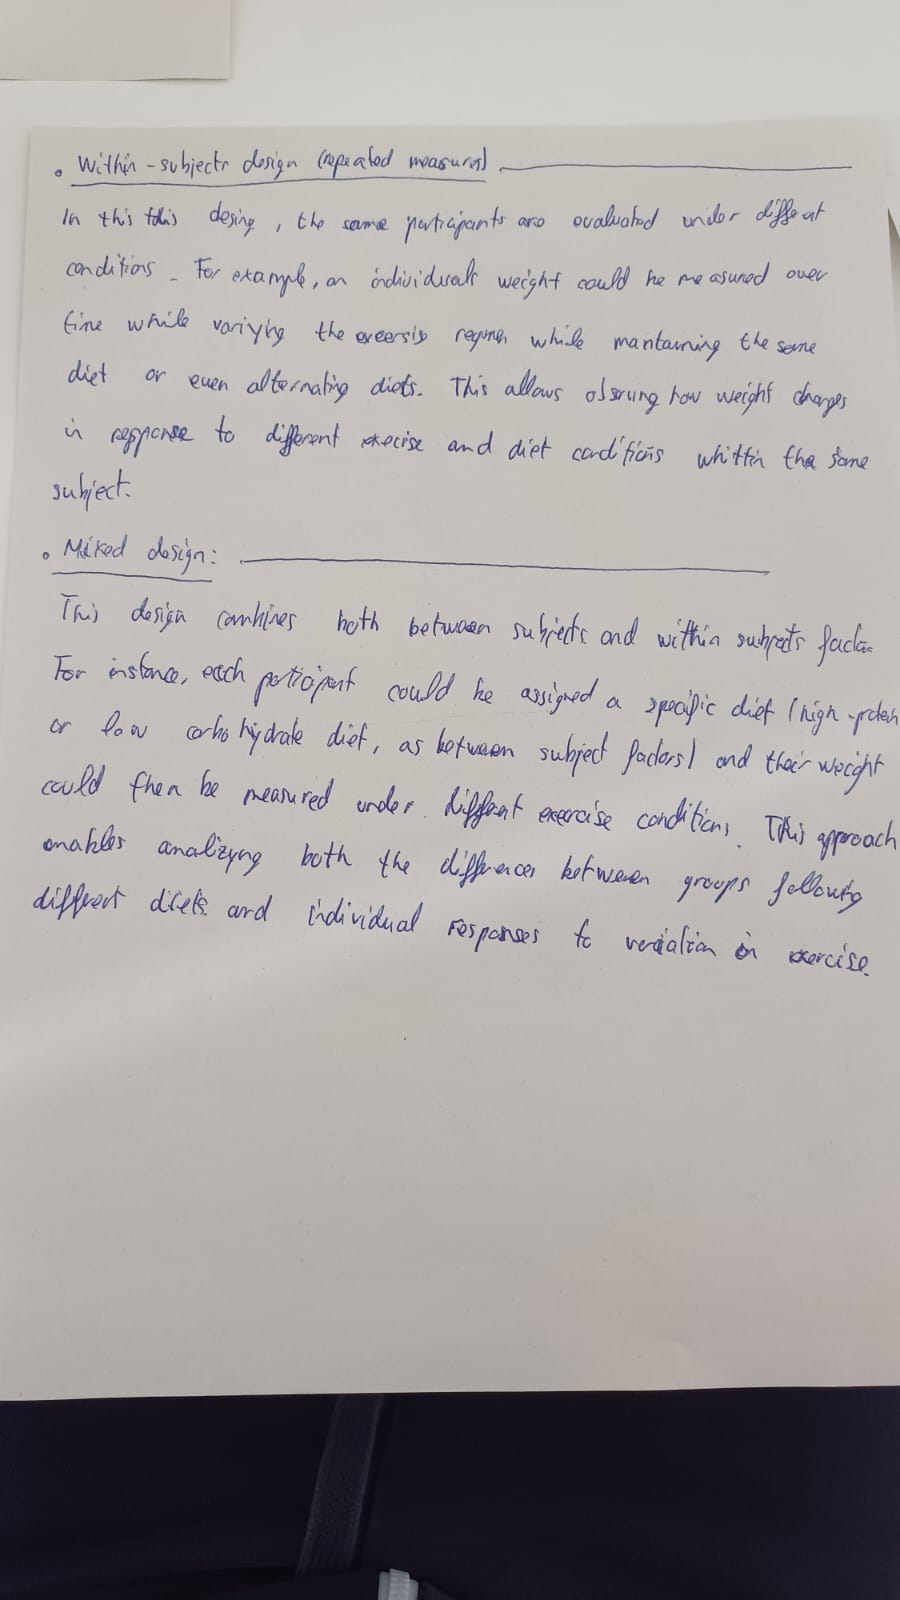 . Within-subjects design (repeated measures)
In this this desing, the same participants are evaluated under different
conditions. For example, an individual's weight could be measured over
time while variying the exercise regimen while mantaining the same
diet or even alternating diets. This allows observing how weight changes
in response to different execise and diet conditions whittin the same
subject.
. Mixed design:
This design combines both between subjects and within subjects factor
For instance, each participant could be assigned a specific diet (high-protein
or low carbohydrate diet, as between subject factors) and their weight
could then be measured under different exercise conditions. This approach
enables analizyng both the differences between groups following
different diets and individual responses to variation in exercise.